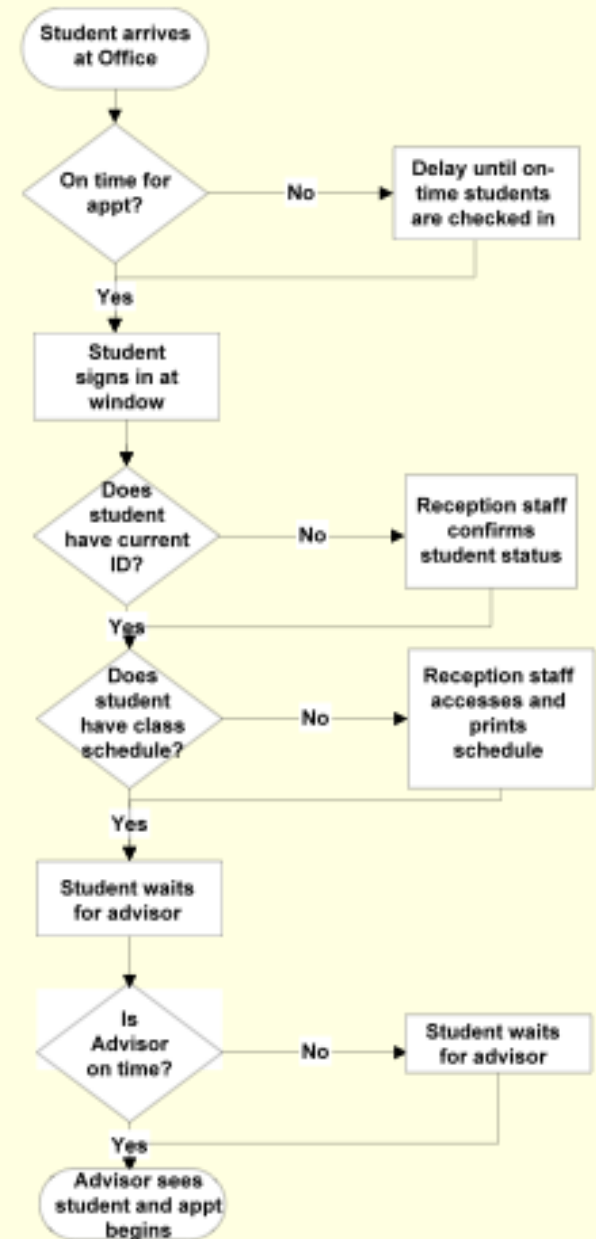 Student arrives
at Office
On time for
appt?
No
Delay until on-
time students
are checked in
Yes
Student
signs in at
window
Does
student
have current
ID?
No
Reception staff
confirms
student status
Yes
Does
student
have class
schedule?
No
Reception staff
accesses and
prints
schedule
Yes
Student waits
for advisor
Is
Advisor
on time?
No
Student waits
for advisor
Yes
Advisor sees
student and appt
begins